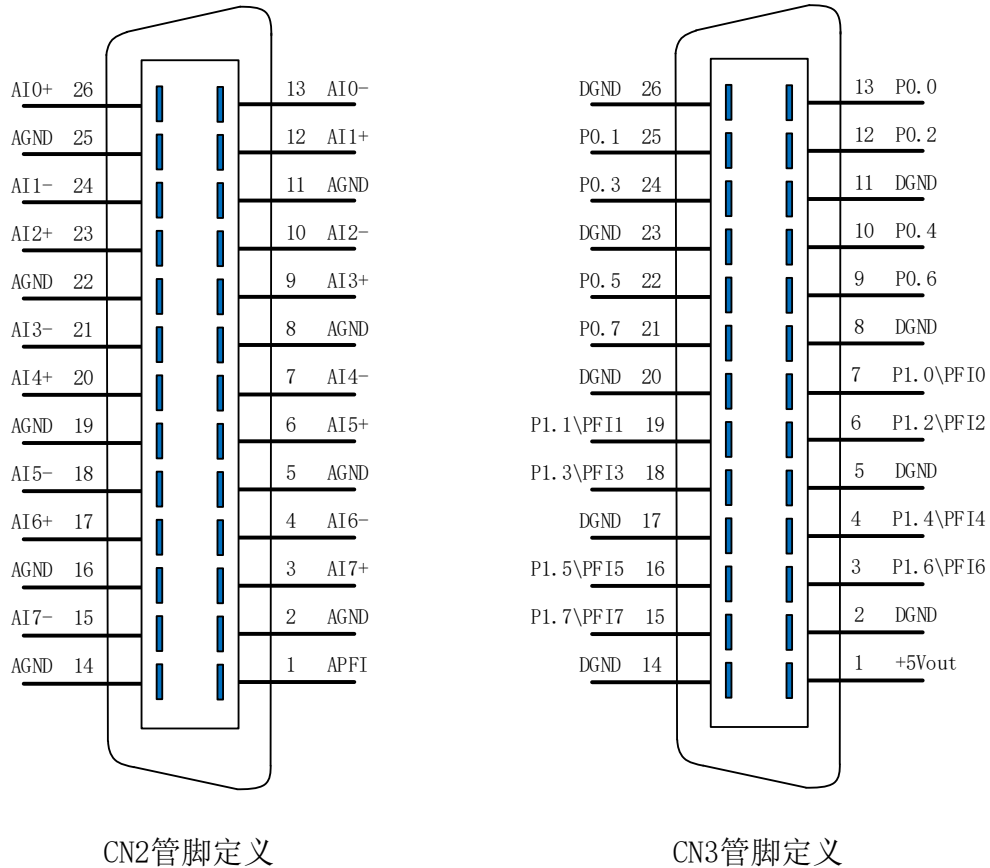 AI0+ 26 13 AI0-
AGND 25 12 AI1+
AI1- 24 11 AGND
AI2+ 23 10 AI2-
AGND 22 9 AI3+
AI3- 21 8 AGND
AI4+ 20 7 AI4-
AGND 19 6 AI5+
AI5- 18 5 AGND
AI6+ 17 4 AI6-
AGND 16 3 AI7+
AI7- 15 2 AGND
AGND 14 1 APFI
CN2管脚定义
DGND 26 13 P0.0
P0.1 25 12 P0.2
P0.3 24 11 DGND
DGND 23 10 P0.4
P0.5 22 9 P0.6
P0.7 21 8 DGND
DGND 20 7 P1.0\PFI0
P1.1\PFI1 19 6 P1.2\PFI2
P1.3\PFI3 18 5 DGND
DGND 17 4 P1.4\PFI4
P1.5\PFI5 16 3 P1.6\PFI6
P1.7\PFI7 15 2 DGND
DGND 14 1 +5Vout
CN3管脚定义